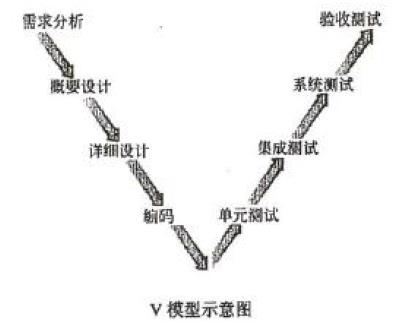 需求分析
验收测试
概要设计
系统测试
详细设计
集成测试
编码
单元测试
V 模型示意图